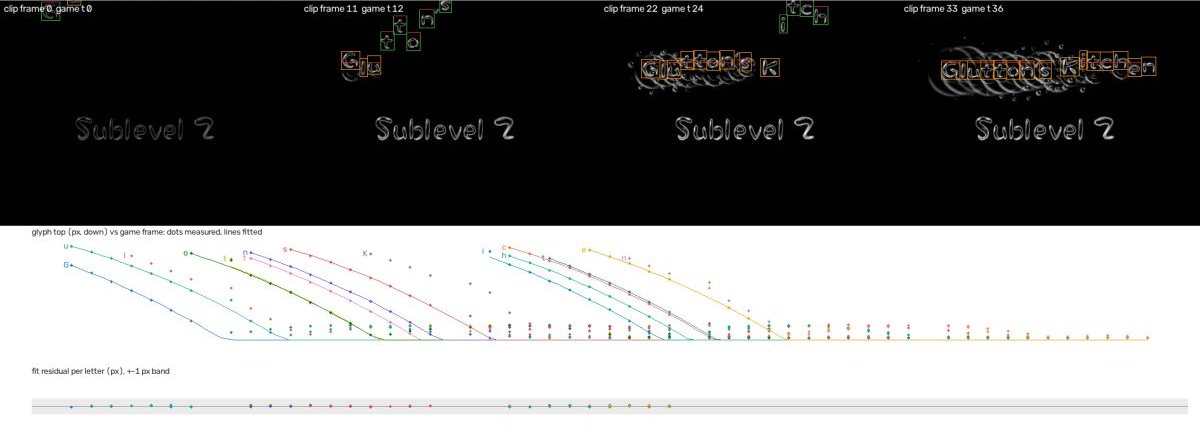 clip frame 0 game t 0
clip frame 11 game t 12
clip frame 22 game t 24
clip frame 33 game t 36
G l u t t o n s
Gluttons K
Gluttons Kitchen
i t c h
Sublevel 2
Sublevel 2
Sublevel 2
Sublevel 2
glyph top (px, down) vs game frame; dots measured, lines fitted
u G l o t n t s K i c h t e n
fit residual per letter (px), +-1 px band